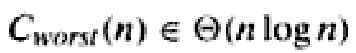 C_worst(n) ∈ Θ(n log n)